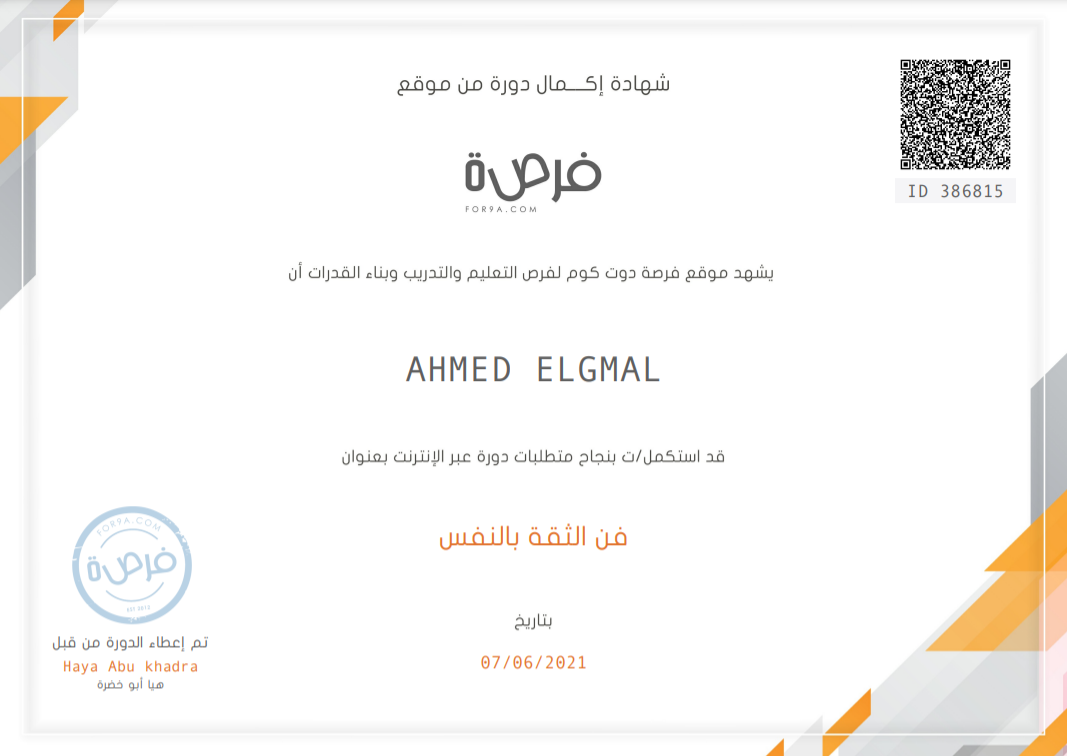 شهادة إكـــمال دورة من موقع
فرصة
FOR9A.COM
ID 386815
يشهد موقع فرصة دوت كوم لفرص التعليم والتدريب وبناء القدرات أن
AHMED ELGMAL
قد استكمل/ت بنجاح متطلبات دورة عبر الإنترنت بعنوان
فن الثقة بالنفس
بتاريخ
07/06/2021
FOR9A.COM
فرصة
EST 2012
تم إعطاء الدورة من قبل
Haya Abu khadra
هيا أبو خضرة